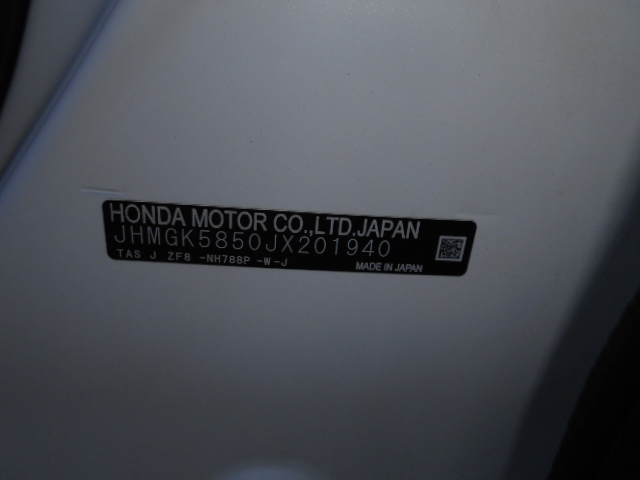 HONDA MOTOR CO.,LTD.JAPAN
JHMGK5850JX201940
TAS J ZF8 -NH788P -W-J
MADE IN JAPAN